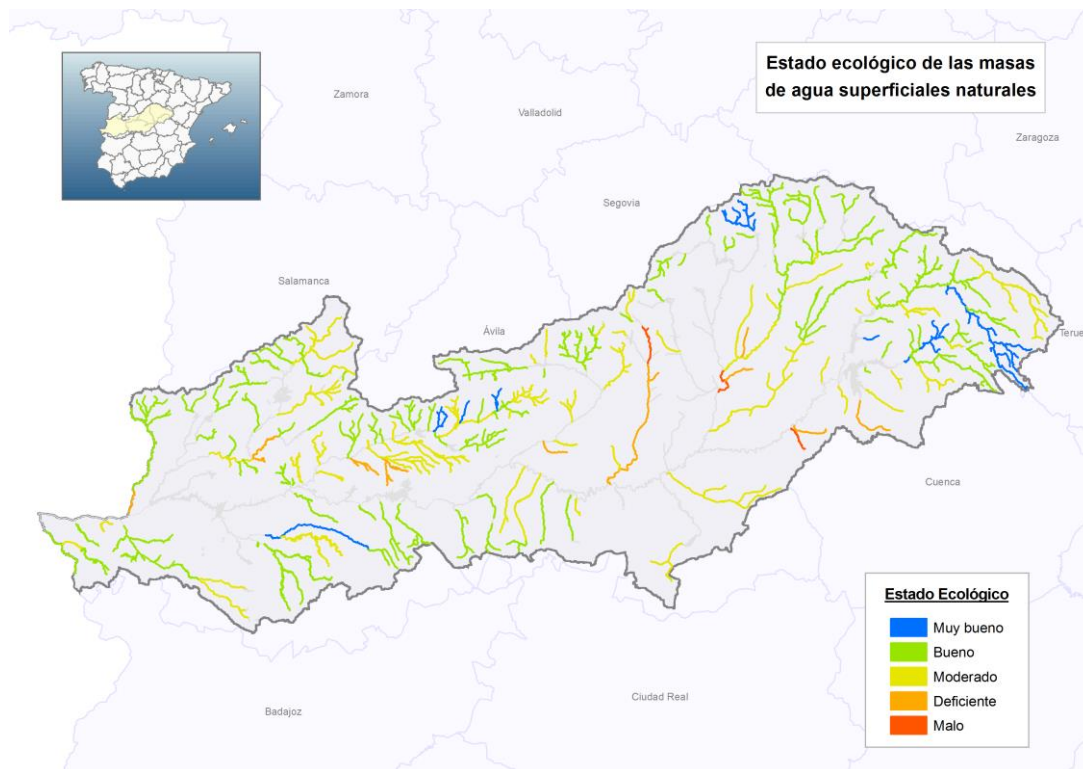 Estado ecológico de las masas
de agua superficiales naturales
Zamora
Valladolid
Zaragoza
Segovia
Salamanca
Ávila
Terue
Cuenca
Ciudad Real
Badajoz
Estado Ecológico
Muy bueno
Bueno
Moderado
Deficiente
Malo